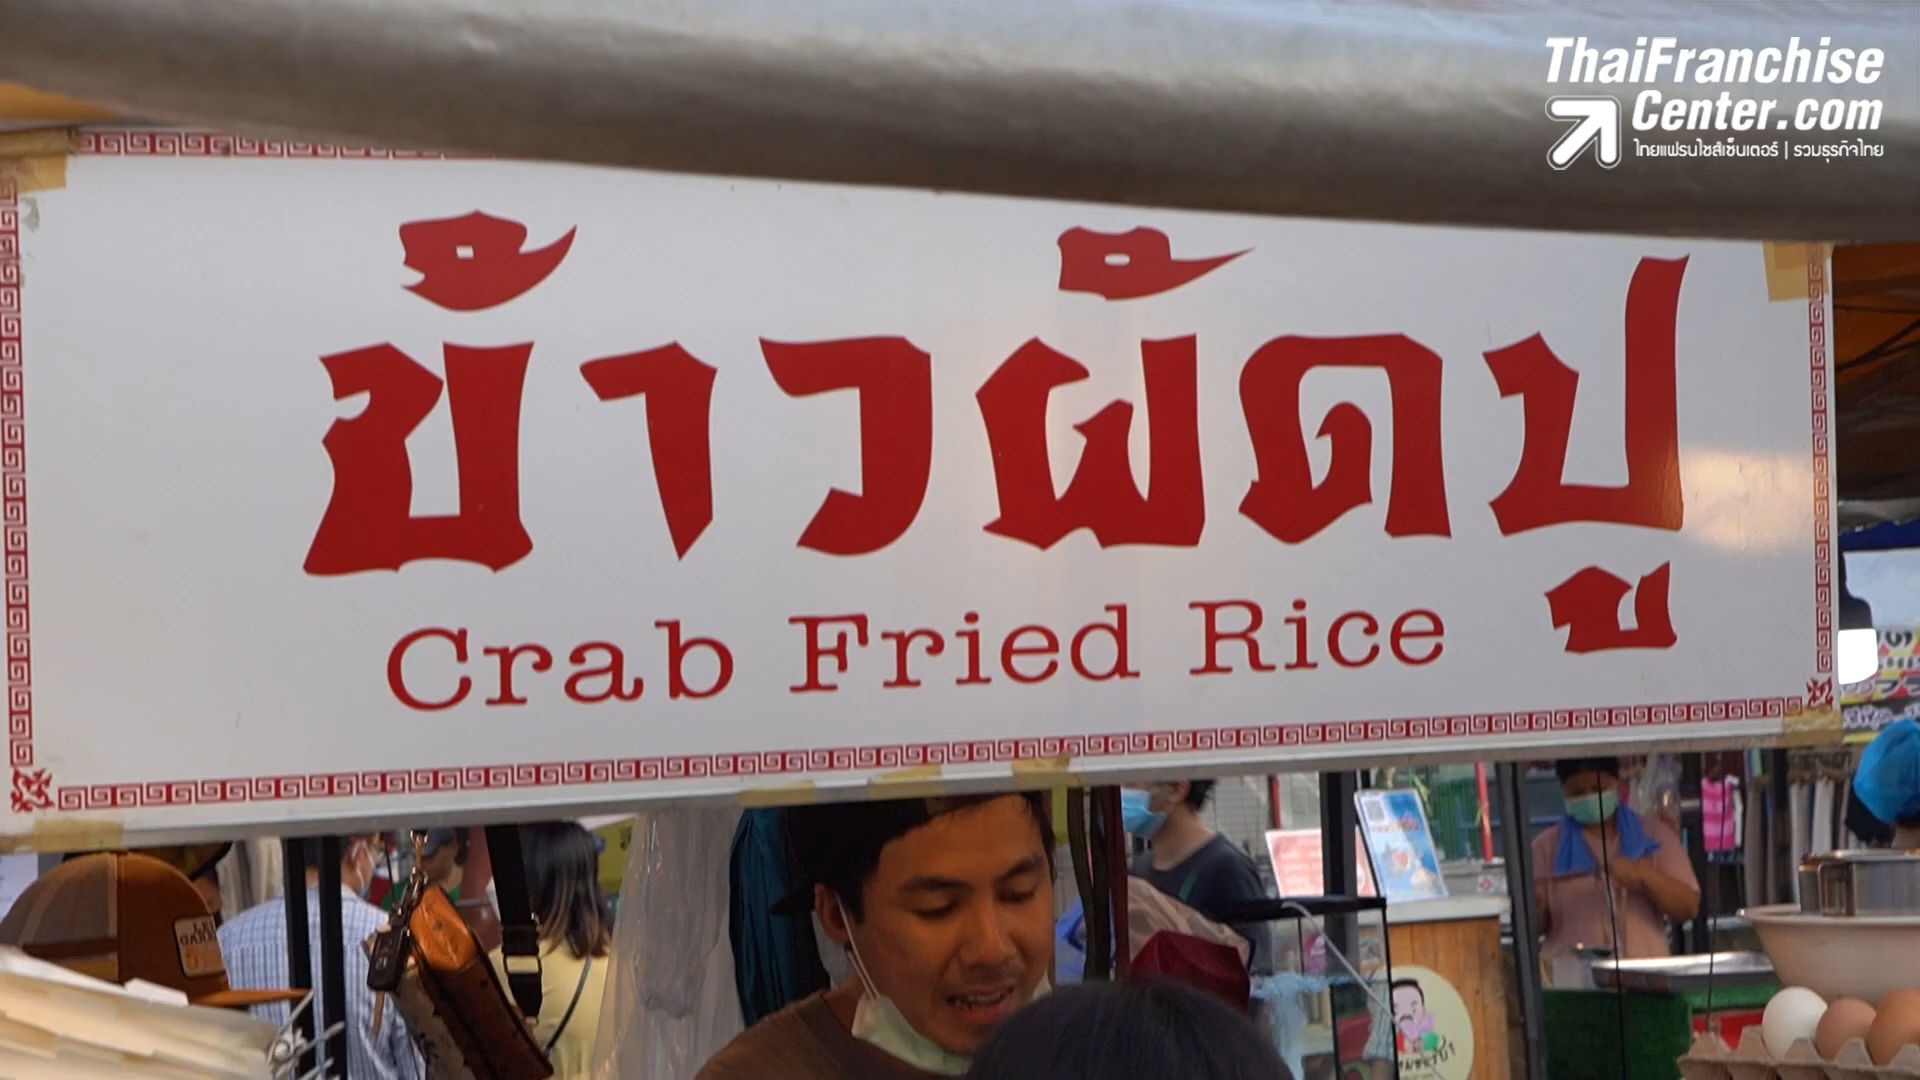 ThaiFranchise
Center.com
ไทยแฟรนไชส์เซ็นเตอร์ | รวมธุรกิจไทย
ข้าวผัดปู
Crab Fried Rice